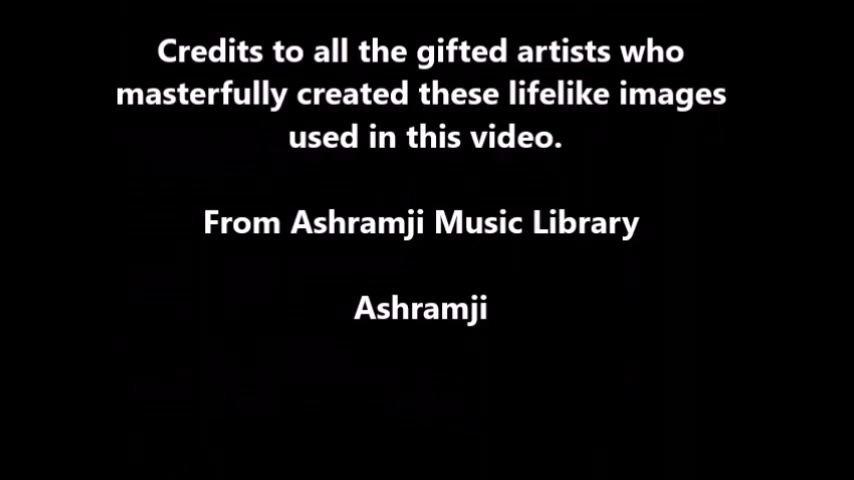 Credits to all the gifted artists who
masterfully created these lifelike images
used in this video.
From Ashramji Music Library
Ashramji